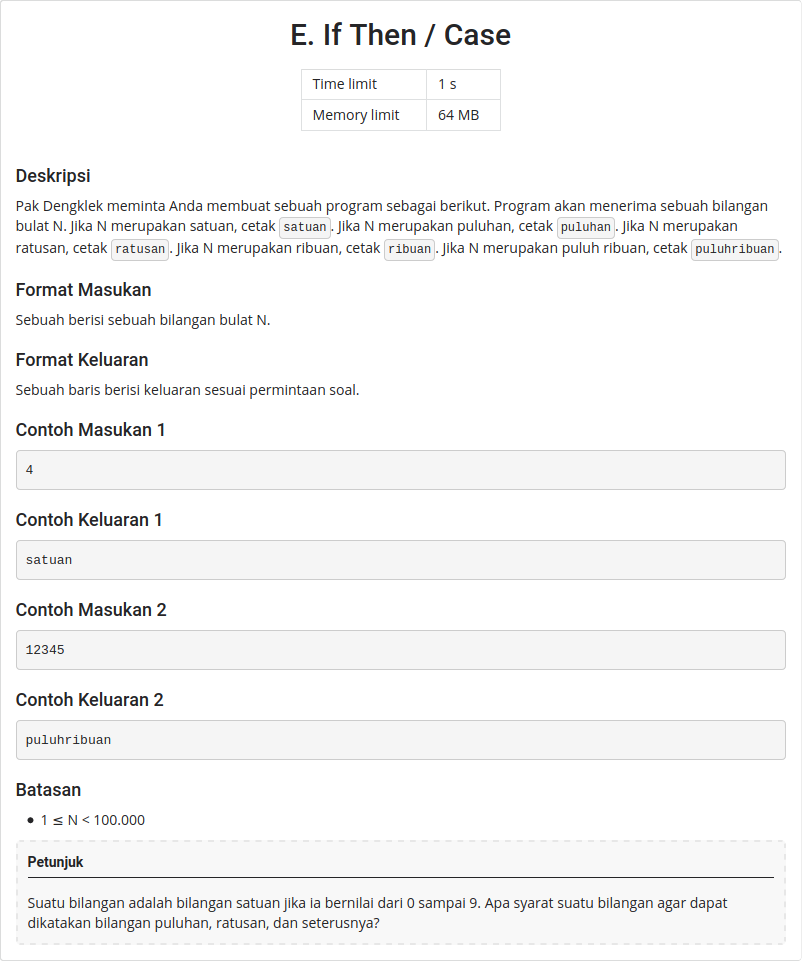 E. If Then / Case
Time limit 1 s
Memory limit 64 MB
Deskripsi
Pak Dengklek meminta Anda membuat sebuah program sebagai berikut. Program akan menerima sebuah bilangan
bulat N. Jika N merupakan satuan, cetak satuan. Jika N merupakan puluhan, cetak puluhan. Jika N merupakan
ratusan, cetak ratusan. Jika N merupakan ribuan, cetak ribuan. Jika N merupakan puluh ribuan, cetak puluhribuan.
Format Masukan
Sebuah berisi sebuah bilangan bulat N.
Format Keluaran
Sebuah baris berisi keluaran sesuai permintaan soal.
Contoh Masukan 1
4
Contoh Keluaran 1
satuan
Contoh Masukan 2
12345
Contoh Keluaran 2
puluhribuan
Batasan
• 1 ≤ N < 100.000
Petunjuk
Suatu bilangan adalah bilangan satuan jika ia bernilai dari 0 sampai 9. Apa syarat suatu bilangan agar dapat
dikatakan bilangan puluhan, ratusan, dan seterusnya?